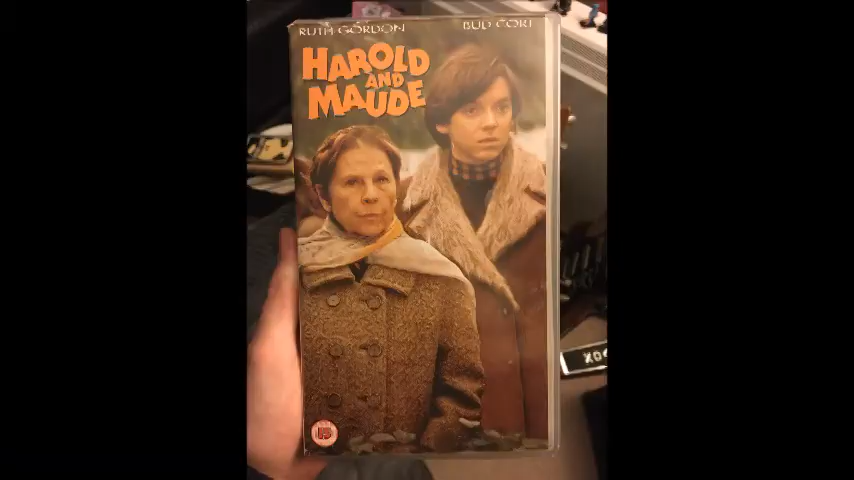 RUTH GORDON
BUD CORT
HAROLD
AND
MAUDE
15